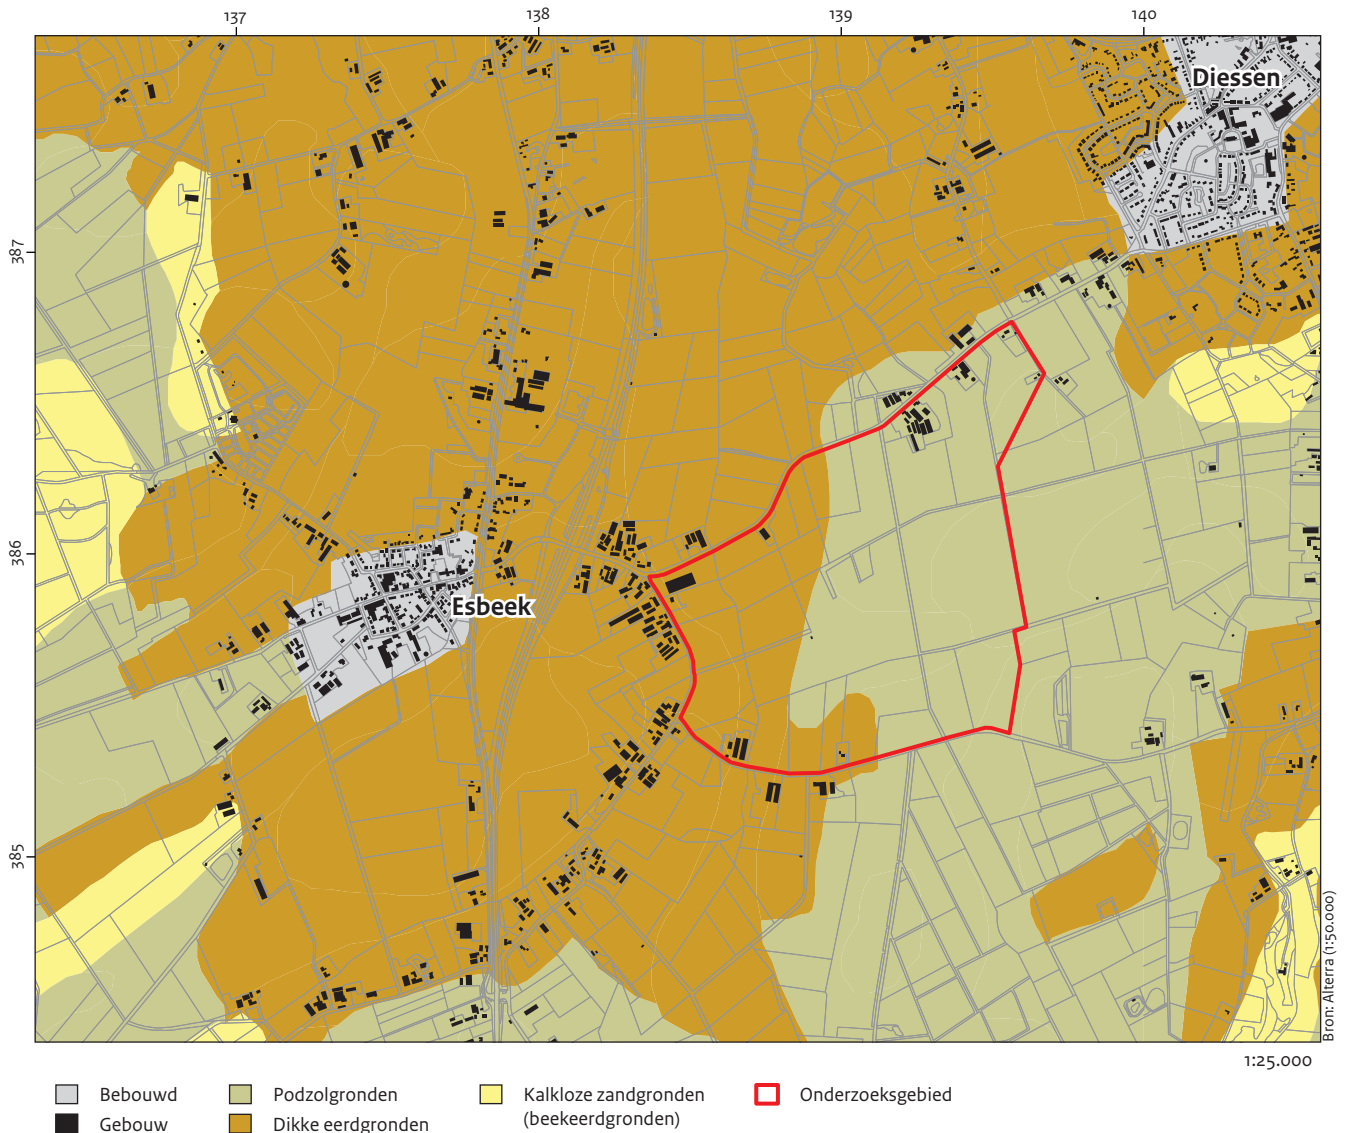 137 138 139 140
Diessen
387
386
Esbeek
385
Bron: Alterra (1:50.000)
1:25.000
Bebouwd Podzolgronden Kalkloze zandgronden Onderzoeksgebied
(beekeerdgronden)
Gebouw Dikke eerdgronden